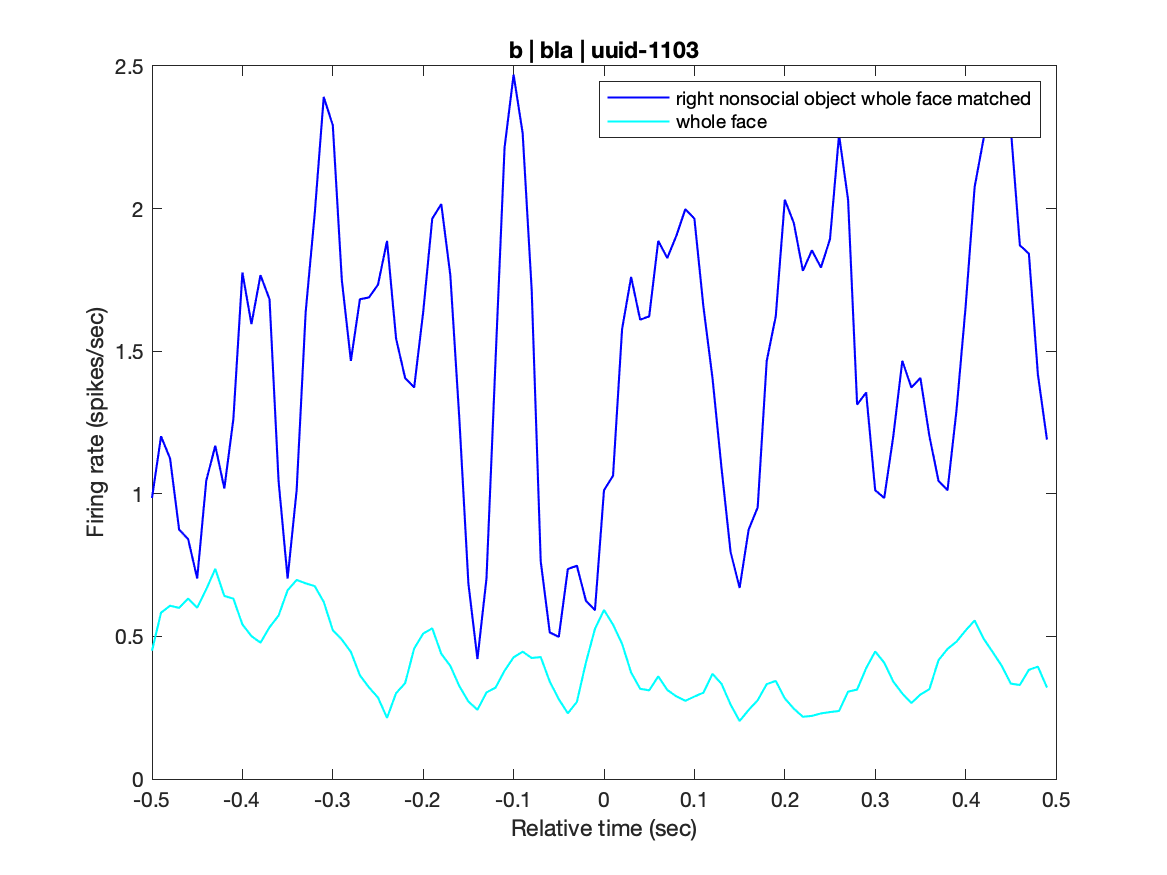 b | bla | uuid-1103
right nonsocial object whole face matched
whole face
Firing rate (spikes/sec)
2.5
2
1.5
1
0.5
0
-0.5 -0.4 -0.3 -0.2 -0.1 0 0.1 0.2 0.3 0.4 0.5
Relative time (sec)